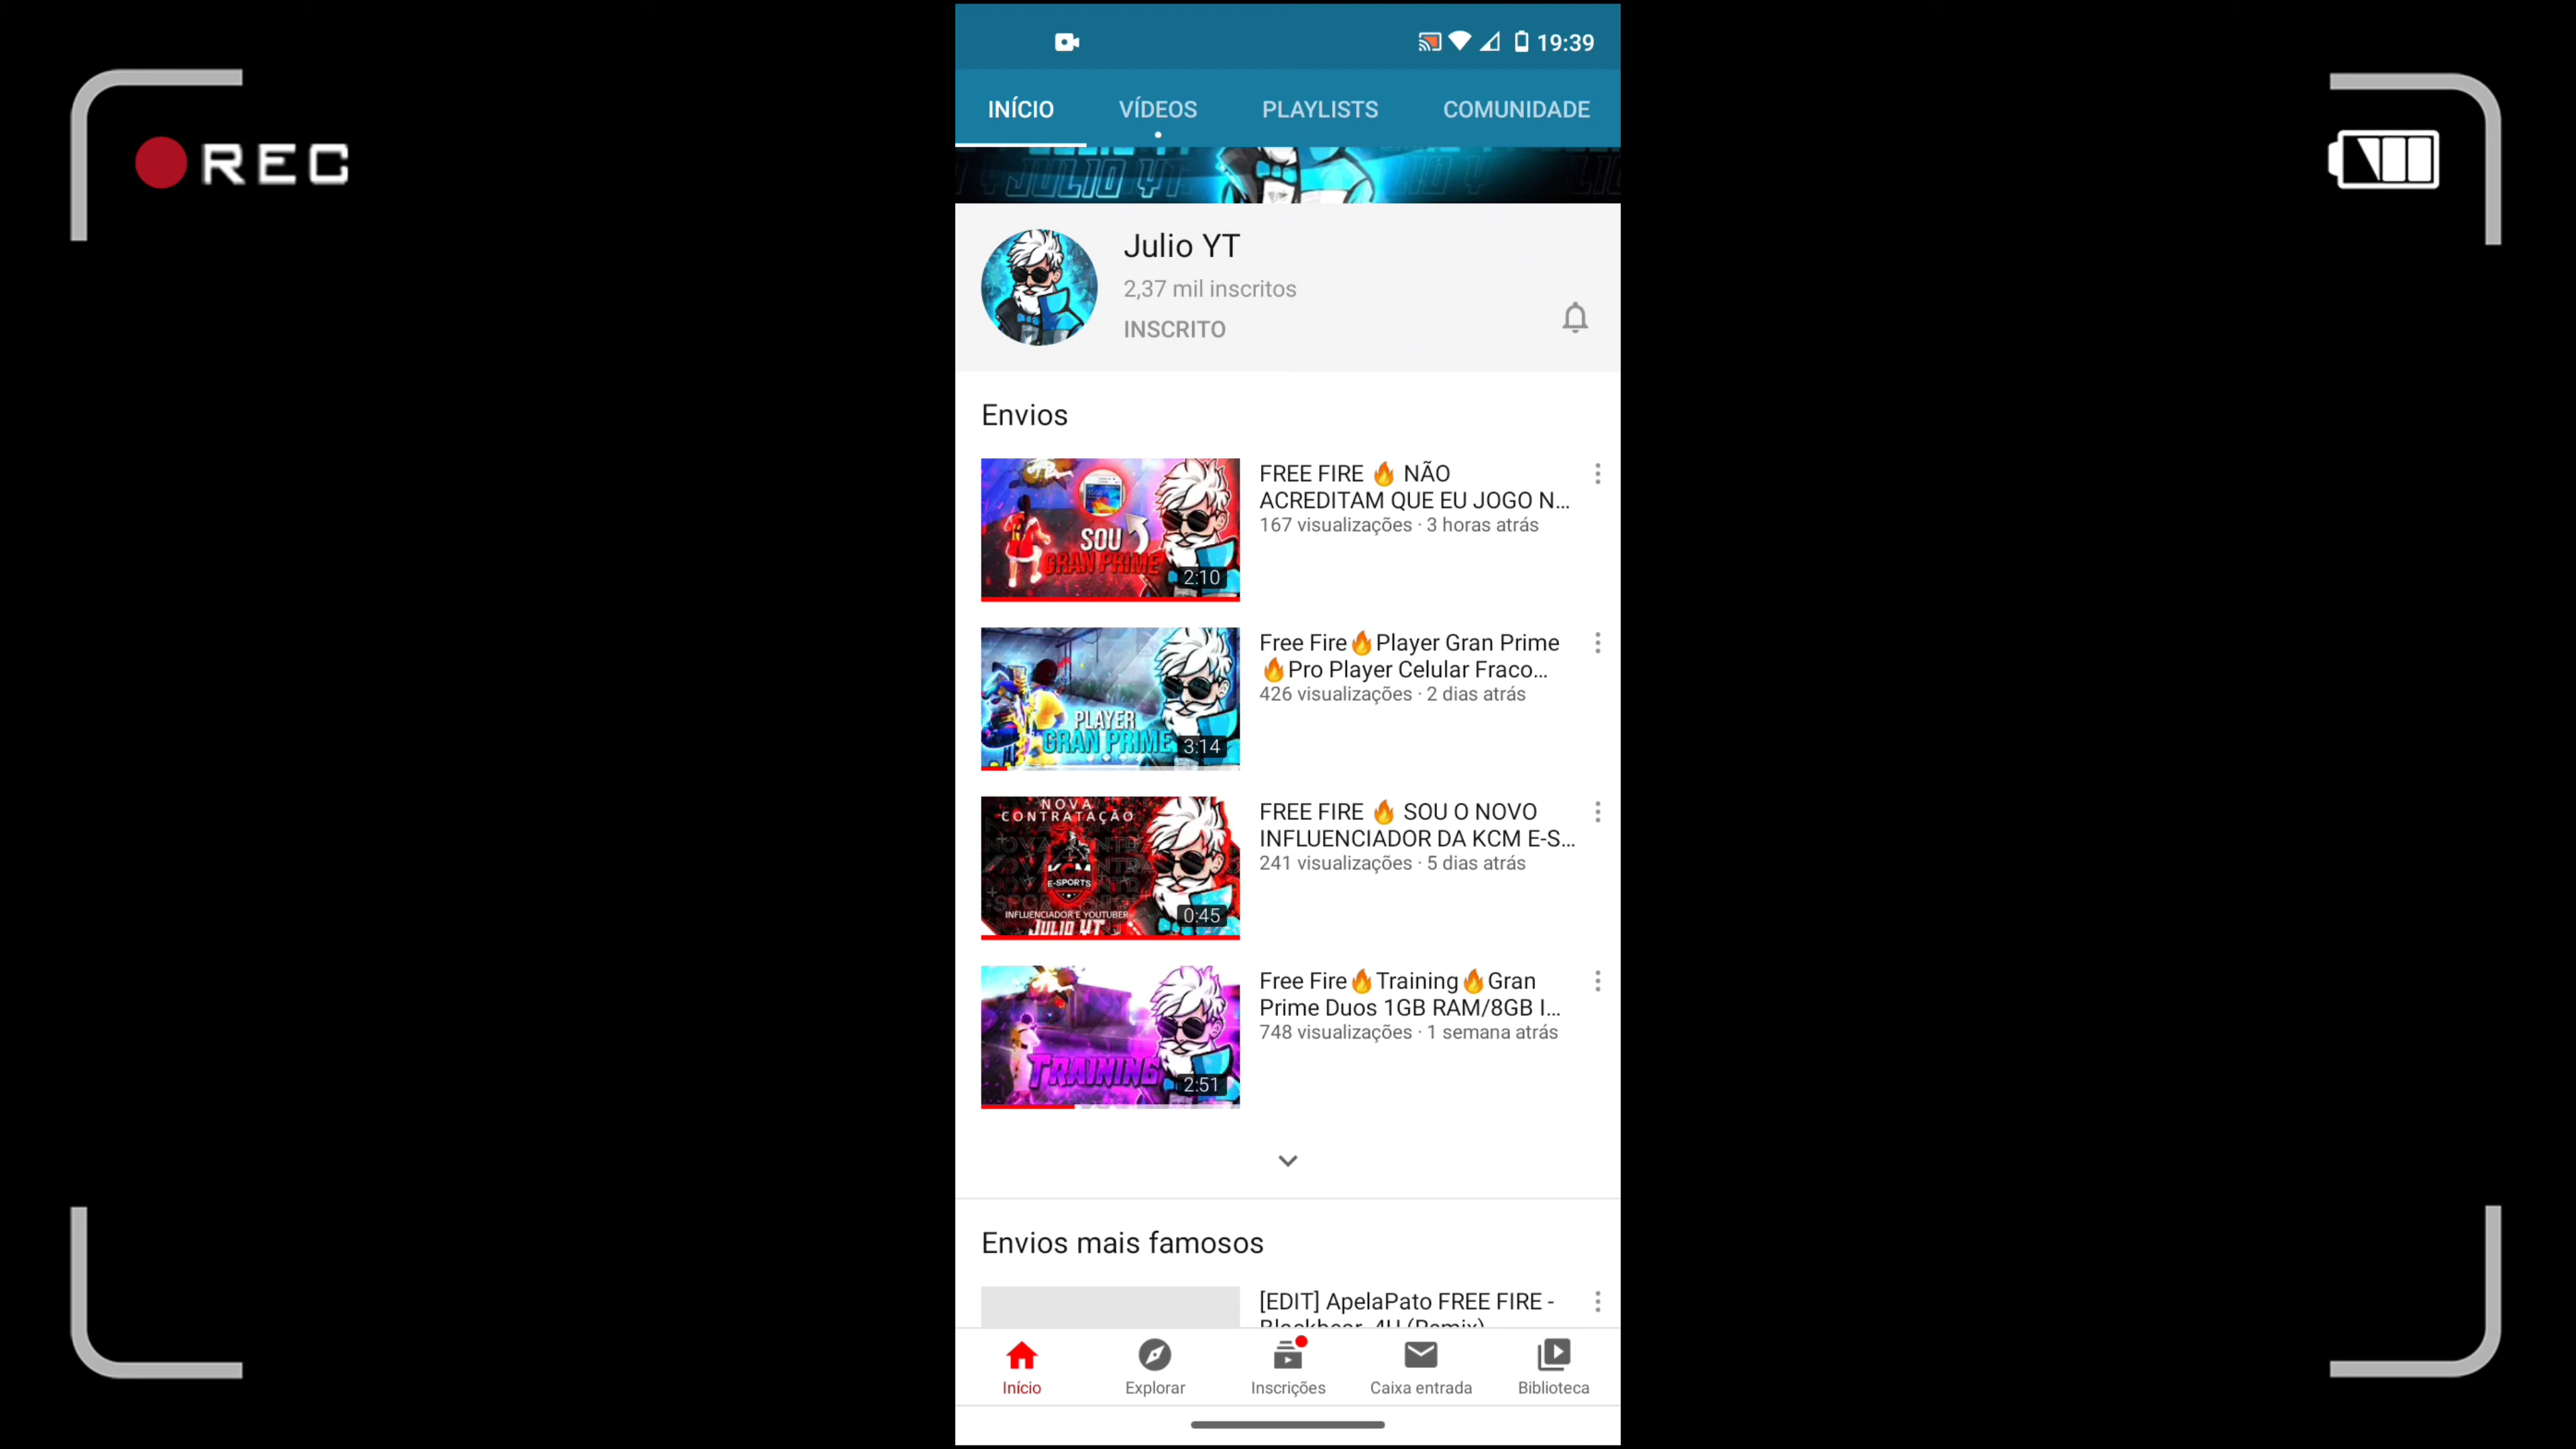 19:39
INÍCIO VÍDEOS PLAYLISTS COMUNIDADE
REC
JULIO YT
Julio YT
2,37 mil inscritos
INSCRITO
Envios
SOU
GRAN PRIME
2:10
FREE FIRE 🔥 NÃO
ACREDITAM QUE EU JOGO N...
167 visualizações · 3 horas atrás
PLAYER
GRAN PRIME
3:14
Free Fire🔥Player Gran Prime
🔥Pro Player Celular Fraco...
426 visualizações · 2 dias atrás
NOVA
CONTRATAÇÃO
KCM
E-SPORTS
INFLUENCIADOR E YOUTUBER
JULIO YT
0:45
FREE FIRE 🔥 SOU O NOVO
INFLUENCIADOR DA KCM E-S...
241 visualizações · 5 dias atrás
TRAINING
2:51
Free Fire🔥Training🔥Gran
Prime Duos 1GB RAM/8GB I...
748 visualizações · 1 semana atrás
Envios mais famosos
[EDIT] ApelaPato FREE FIRE -
Início Explorar Inscrições Caixa entrada Biblioteca